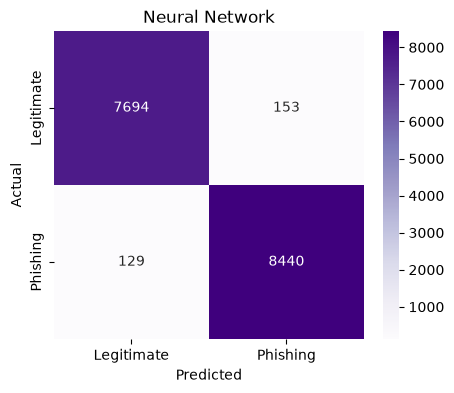 Neural Network
Actual
Legitimate
7694
153
Phishing
129
8440
Legitimate
Phishing
Predicted
8000
7000
6000
5000
4000
3000
2000
1000